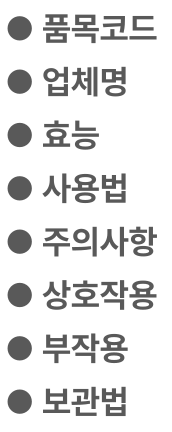 ● 품목코드
● 업체명
● 효능
● 사용법
● 주의사항
● 상호작용
● 부작용
● 보관법